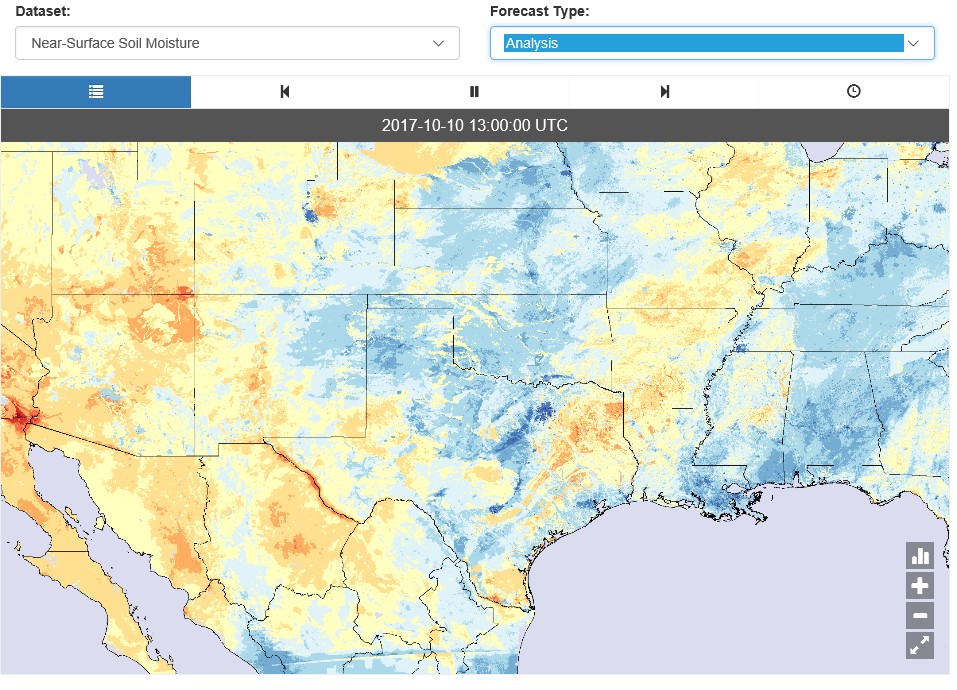 Dataset:
Forecast Type:
Near-Surface Soil Moisture
Analysis
2017-10-10 13:00:00 UTC